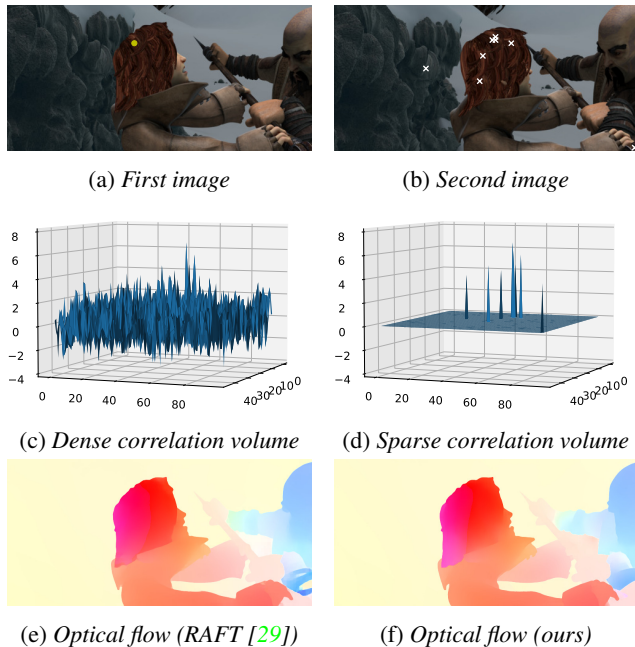 (a) First image
(b) Second image
8
6
4
2
0
−2
−4
0 20 40 60 80
40 30 20 10 0
8
6
4
2
0
−2
−4
0 20 40 60 80
40 30 20 10 0
(c) Dense correlation volume
(d) Sparse correlation volume
(e) Optical flow (RAFT [29])
(f) Optical flow (ours)